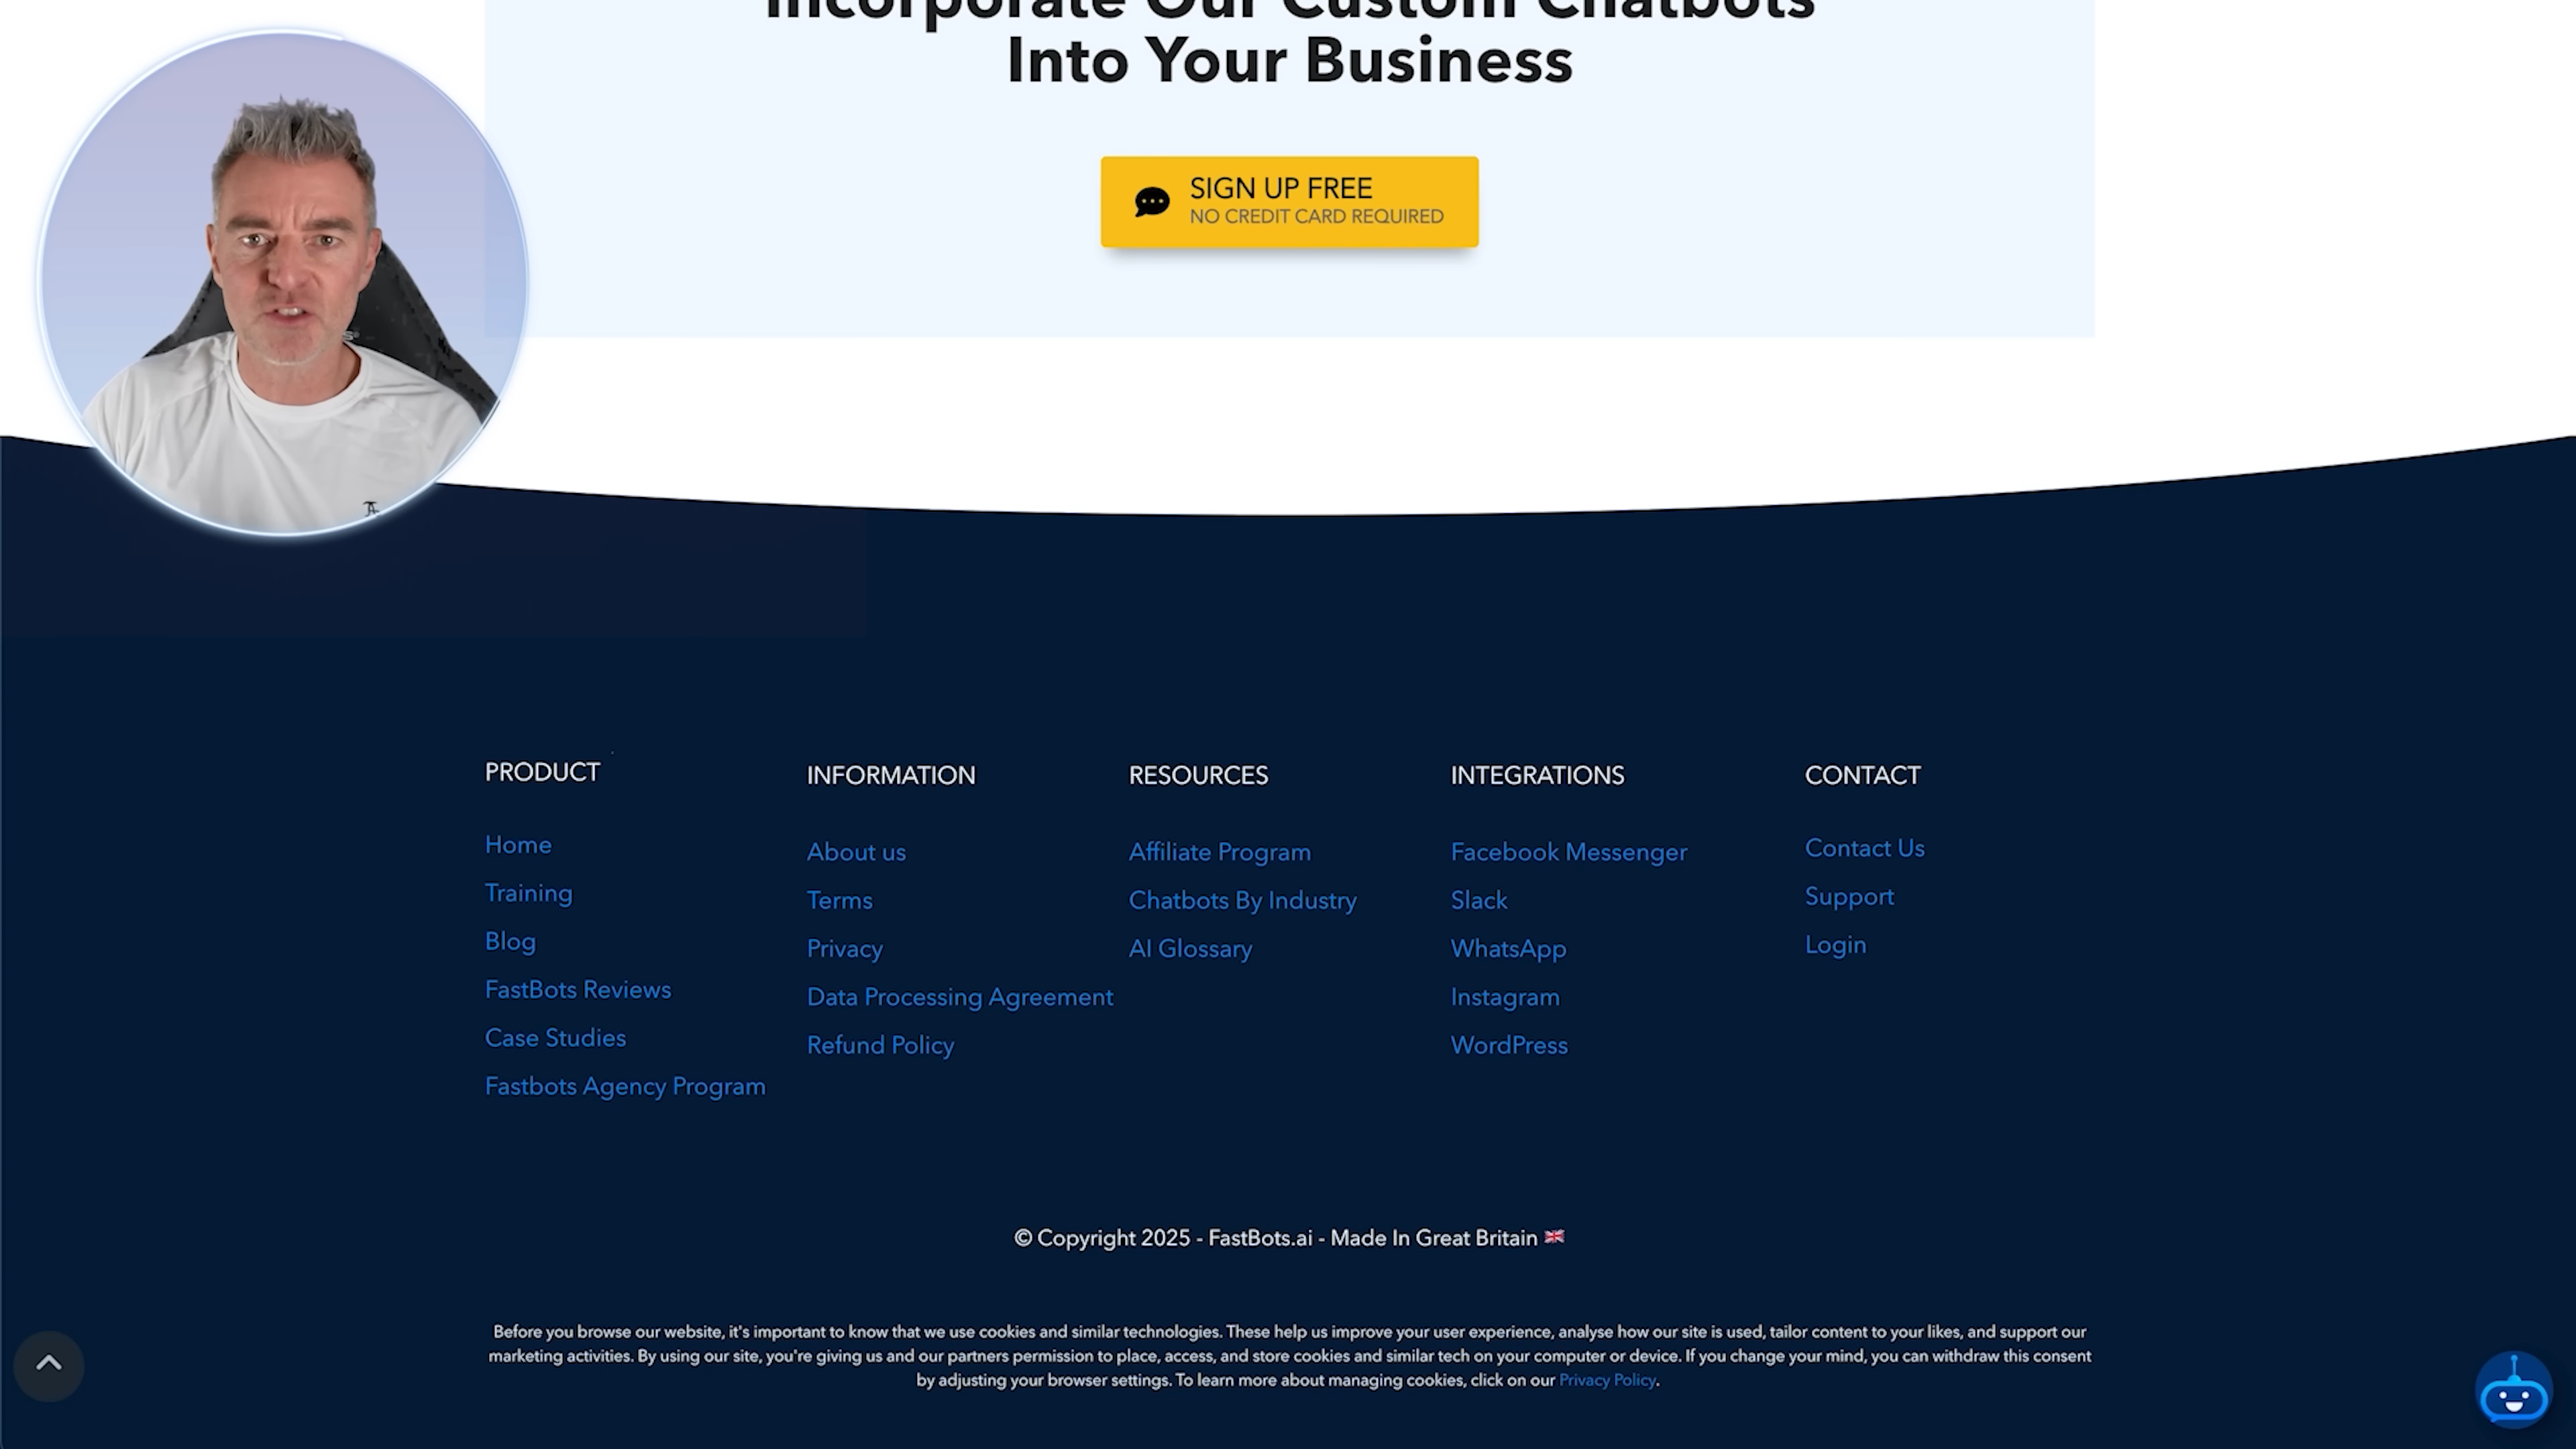 Incorporate Our Custom Chatbots
Into Your Business
SIGN UP FREE
NO CREDIT CARD REQUIRED
PRODUCT
Home
Training
Blog
FastBots Reviews
Case Studies
Fastbots Agency Program
INFORMATION
About us
Terms
Privacy
Data Processing Agreement
Refund Policy
RESOURCES
Affiliate Program
Chatbots By Industry
AI Glossary
INTEGRATIONS
Facebook Messenger
Slack
WhatsApp
Instagram
WordPress
CONTACT
Contact Us
Support
Login
© Copyright 2025 - FastBots.ai - Made In Great Britain 🇬🇧
Before you browse our website, it's important to know that we use cookies and similar technologies. These help us improve your user experience, analyse how our site is used, tailor content to your likes, and support our
marketing activities. By using our site, you're giving us and our partners permission to place, access, and store cookies and similar tech on your computer or device. If you change your mind, you can withdraw this consent
by adjusting your browser settings. To learn more about managing cookies, click on our Privacy Policy.